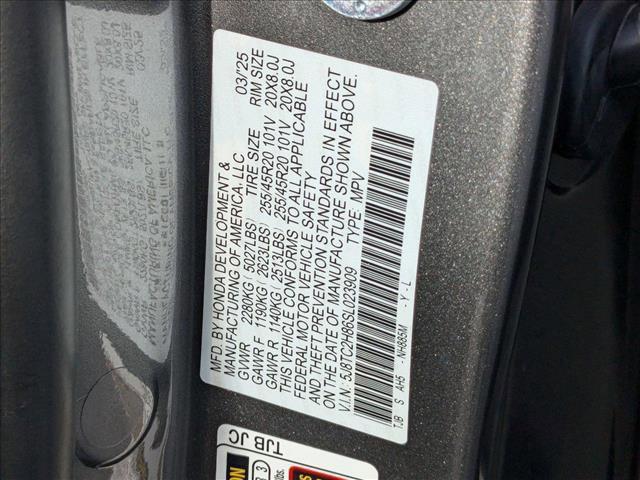 MFD. BY HONDA DEVELOPMENT &
MANUFACTURING OF AMERICA, LLC 03/25
GVWR 2280KG( 5027LBS) TIRE SIZE RIM SIZE
GAWR F 1190KG( 2623LBS) 255/45R20 101V 20X8.0J
GAWR R 1140KG( 2513LBS) 255/45R20 101V 20X8.0J
THIS VEHICLE CONFORMS TO ALL APPLICABLE
FEDERAL MOTOR VEHICLE SAFETY
AND THEFT PREVENTION STANDARDS IN EFFECT
ON THE DATE OF MANUFACTURE SHOWN ABOVE.
V.I.N.: 5J8TC2H86SL023909 TYPE: MPV
TJB S AH5 -NH885M -Y-L
TJB JC
3
lbs.